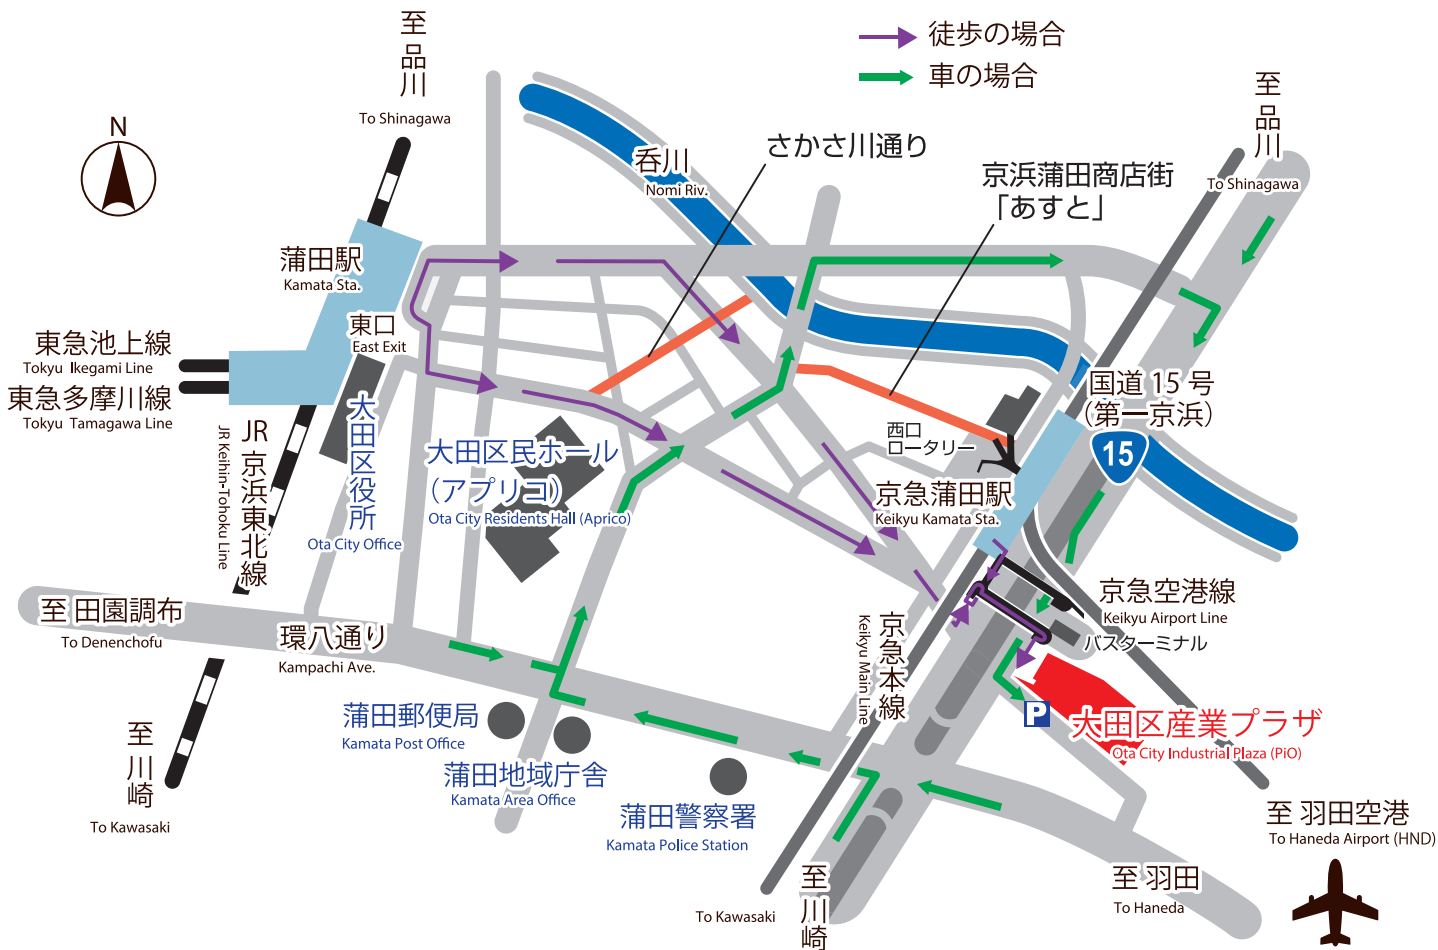 徒歩の場合
車の場合
至品川
To Shinagawa
N
至品川
To Shinagawa
さかさ川通り
呑川
Nomi Riv.
京浜蒲田商店街
「あすと」
蒲田駅
Kamata Sta.
東口
East Exit
東急池上線
Tokyu Ikegami Line
東急多摩川線
Tokyu Tamagawa Line
国道 15 号
(第一京浜)
15
西口
ロータリー
京急蒲田駅
Keikyu Kamata Sta.
JR 京浜東北線
JR Keihin-Tohoku Line
大田区役所
Ota City Office
大田区民ホール
(アプリコ)
Ota City Residents Hall (Aprico)
京急空港線
Keikyu Airport Line
バスターミナル
至 田園調布
To Denenchofu
環八通り
Kampachi Ave.
京急本線
Keikyu Main Line
P
大田区産業プラザ
Ota City Industrial Plaza (PiO)
蒲田郵便局
Kamata Post Office
蒲田地域庁舎
Kamata Area Office
蒲田警察署
Kamata Police Station
至川崎
To Kawasaki
至 羽田空港
To Haneda Airport (HND)
至 羽田
To Haneda
至川崎
To Kawasaki